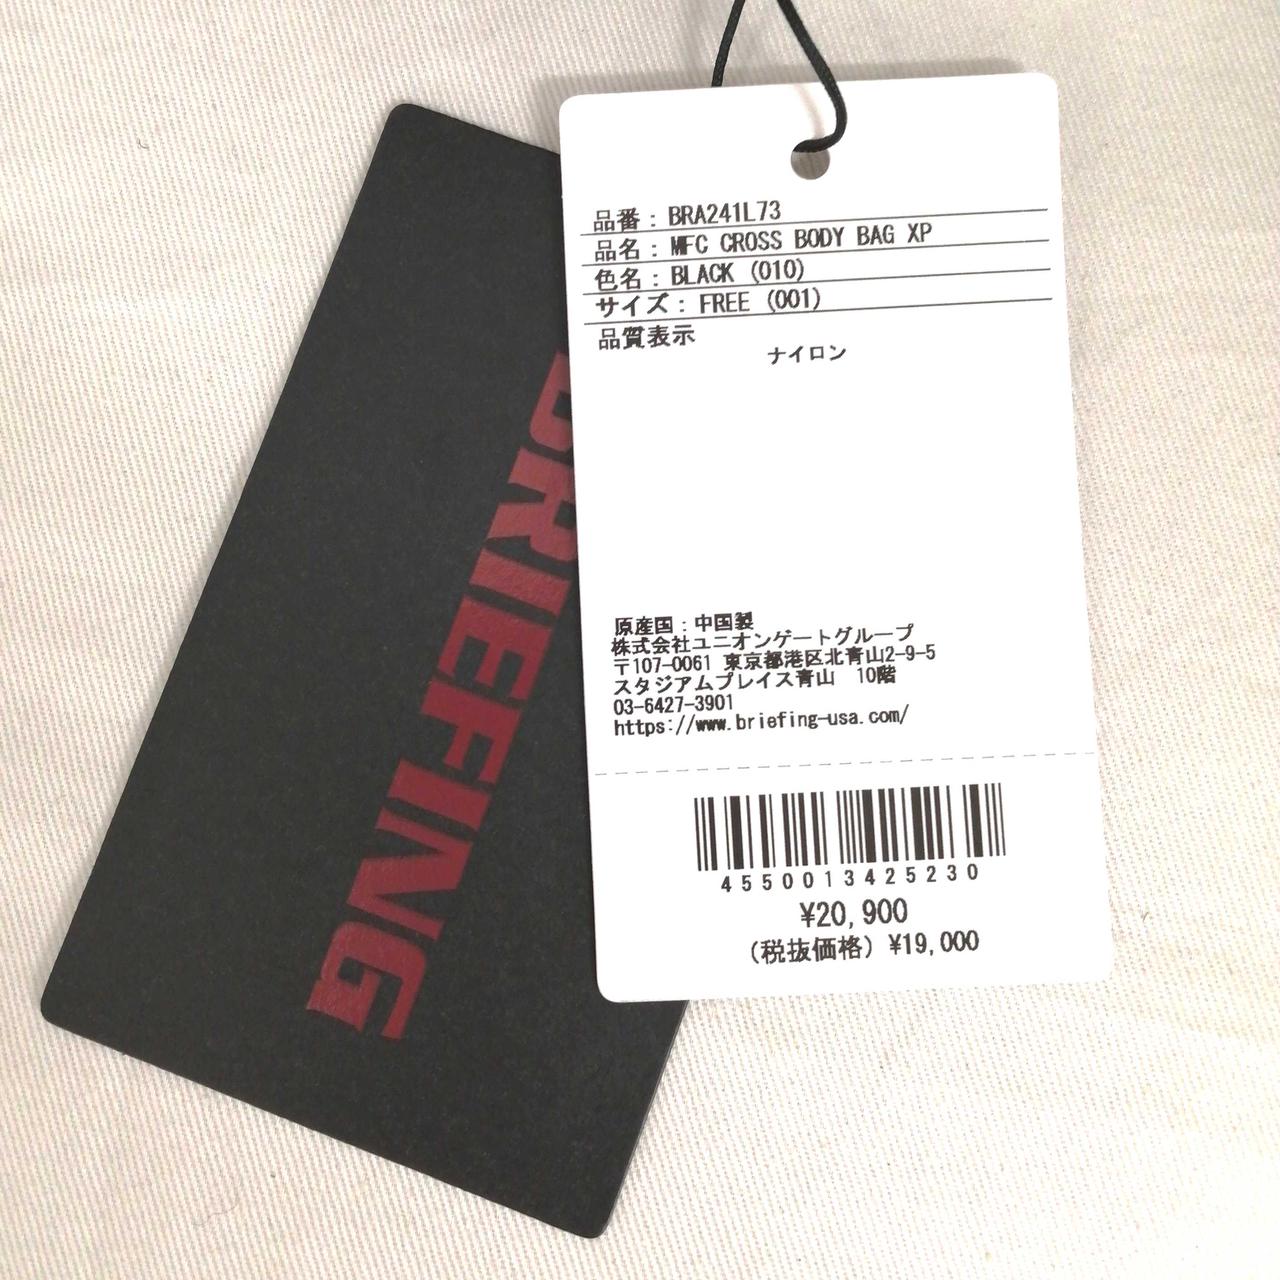 品番：BRA241L73
品名：MFC CROSS BODY BAG XP
色名：BLACK (010)
サイズ：FREE (001)
品質表示
ナイロン
原産国：中国製
株式会社ユニオンゲートグループ
〒107-0061 東京都港区北青山2-9-5
スタジアムプレイス青山　10階
03-6427-3901
https://www.briefing-usa.com/
4550013425230
¥20,900
(税抜価格) ¥19,000
BRIEFING